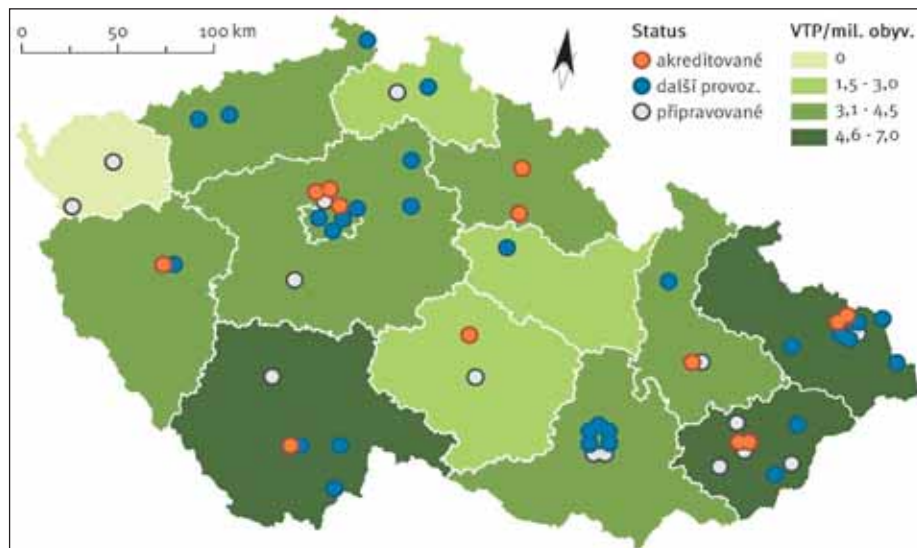 0 50 100 km
Status
akreditované
další provoz.
připravované
VTP/mil. obyv.
0
1,5 - 3,0
3,1 - 4,5
4,6 - 7,0